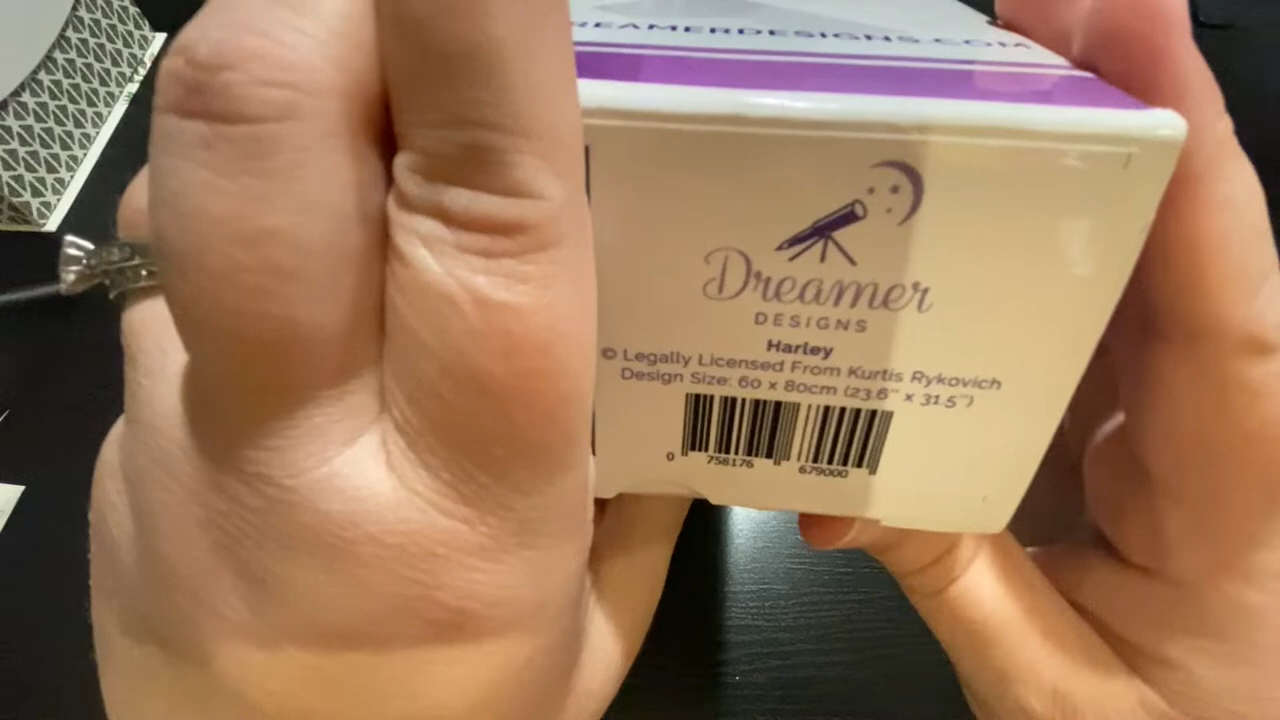 REAMERDESIGNS.COM
Dreamer
DESIGNS
Harley
© Legally Licensed From Kurtis Rykovich
Design Size: 60 x 80cm (23.6" x 31.5")
0 758176 679000